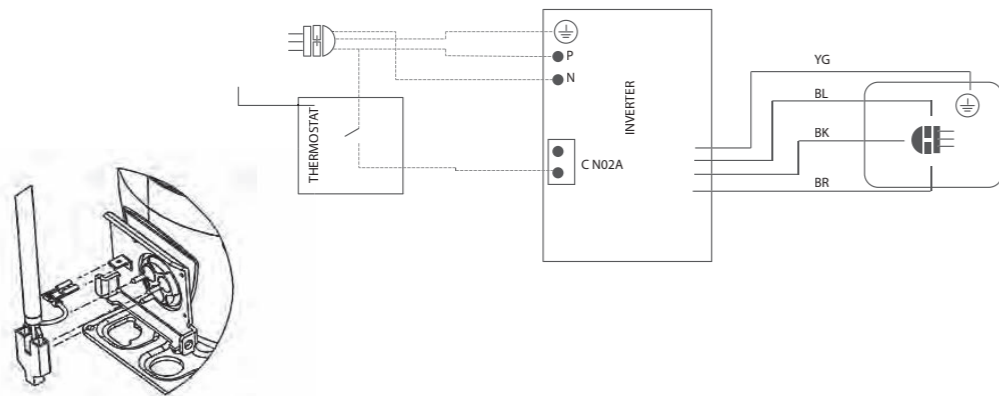 P
N
THERMOSTAT
INVERTER
C N02A
YG
BL
BK
BR